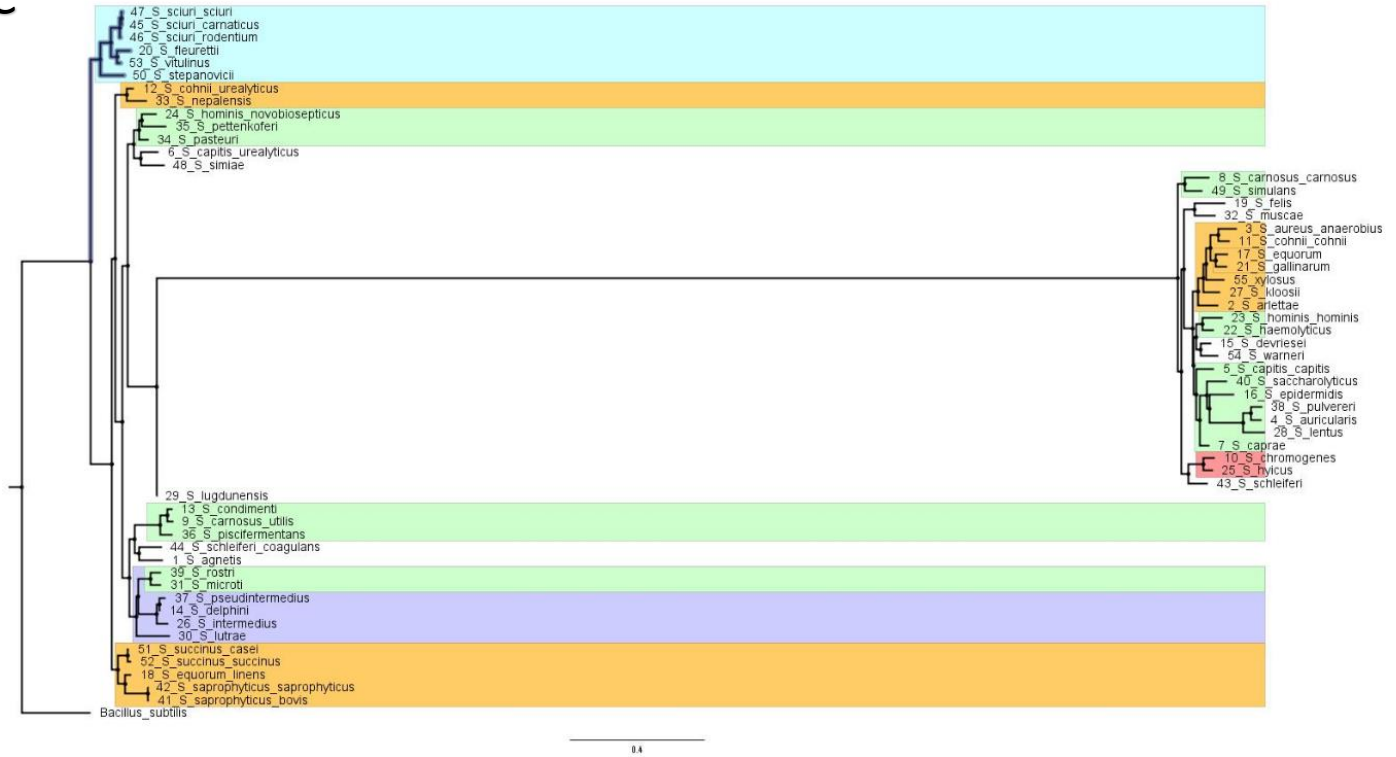 C
47_S_sciuri_sciuri
45_S_sciuri_carnaticus
46_S_sciuri_rodentium
20_S_fleurettii
53_S_vitulinus
50_S_stepanovicii
12_S_cohnii_urealyticus
33_S_nepalensis
24_S_hominis_novobiosepticus
35_S_pettenkoferi
34_S_pasteuri
6_S_capitis_urealyticus
48_S_simiae
8_S_carnosus_carnosus
49_S_simulans
19_S_felis
32_S_muscae
3_S_aureus_anaerobius
11_S_cohnii_cohnii
17_S_equorum
21_S_gallinarum
55_xylosus
27_S_kloosii
2_S_arlettae
23_S_hominis_hominis
22_S_haemolyticus
15_S_devriesei
54_S_warneri
5_S_capitis_capitis
40_S_saccharolyticus
16_S_epidermidis
38_S_pulvereri
4_S_auricularis
28_S_lentus
7_S_caprae
10_S_chromogenes
25_S_hyicus
43_S_schleiferi
29_S_lugdunensis
13_S_condimenti
9_S_carnosus_utilis
36_S_piscifermentans
44_S_schleiferi_coagulans
1_S_agnetis
39_S_rostri
31_S_microti
37_S_pseudintermedius
14_S_delphini
26_S_intermedius
30_S_lutrae
51_S_succinus_casei
52_S_succinus_succinus
18_S_equorum_linens
42_S_saprophyticus_saprophyticus
41_S_saprophyticus_bovis
Bacillus_subtilis
0.4